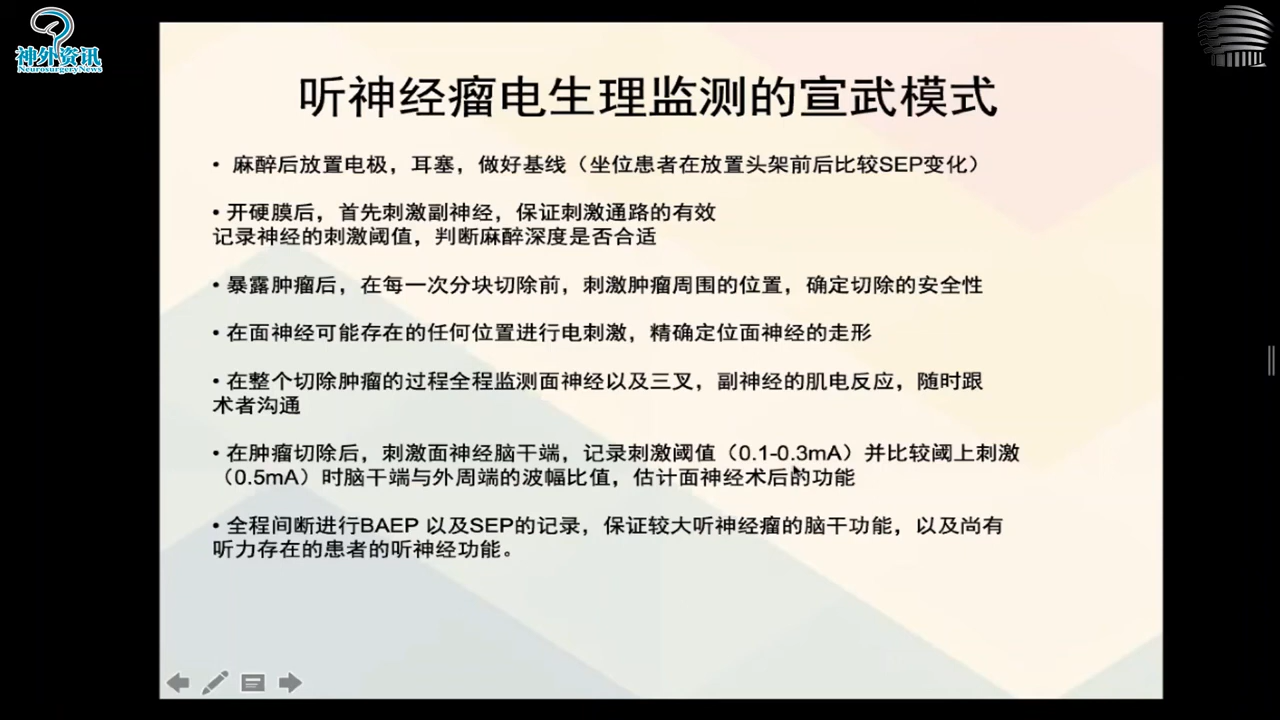 神外资讯
NeurosurgeryNews
听神经瘤电生理监测的宣武模式
• 麻醉后放置电极，耳塞，做好基线（坐位患者在放置头架前后比较SEP变化）
• 开硬膜后，首先刺激副神经，保证刺激通路的有效
记录神经的刺激阈值，判断麻醉深度是否合适
• 暴露肿瘤后，在每一次分块切除前，刺激肿瘤周围的位置，确定切除的安全性
• 在面神经可能存在的任何位置进行电刺激，精确定位面神经的走形
• 在整个切除肿瘤的过程全程监测面神经以及三叉，副神经的肌电反应，随时跟
术者沟通
• 在肿瘤切除后，刺激面神经脑干端，记录刺激阈值（0.1-0.3mA）并比较阈上刺激
（0.5mA）时脑干端与外周端的波幅比值，估计面神经术后的功能
• 全程间断进行BAEP 以及SEP的记录，保证较大听神经瘤的脑干功能，以及尚有
听力存在的患者的听神经功能。